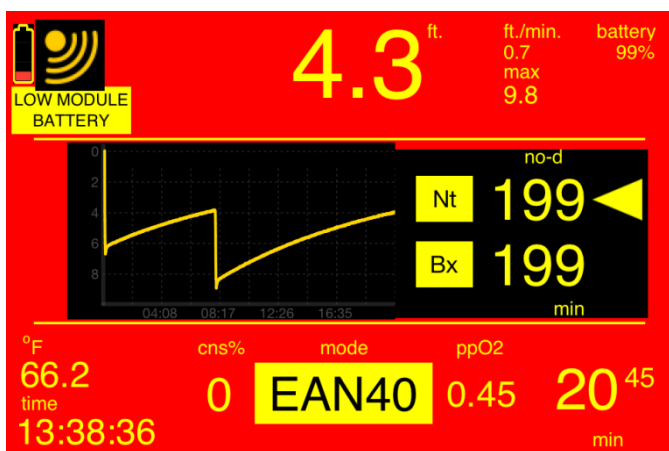 4.3 ft.
ft./min.
0.7
max
9.8
battery
99%
LOW MODULE
BATTERY
0
2
4
6
8
04:08 08:17 12:26 16:35
no-d
Nt 199
Bx 199
min
°F
66.2
time
13:38:36
cns%
0
mode
EAN40
ppO2
0.45
20 45
min